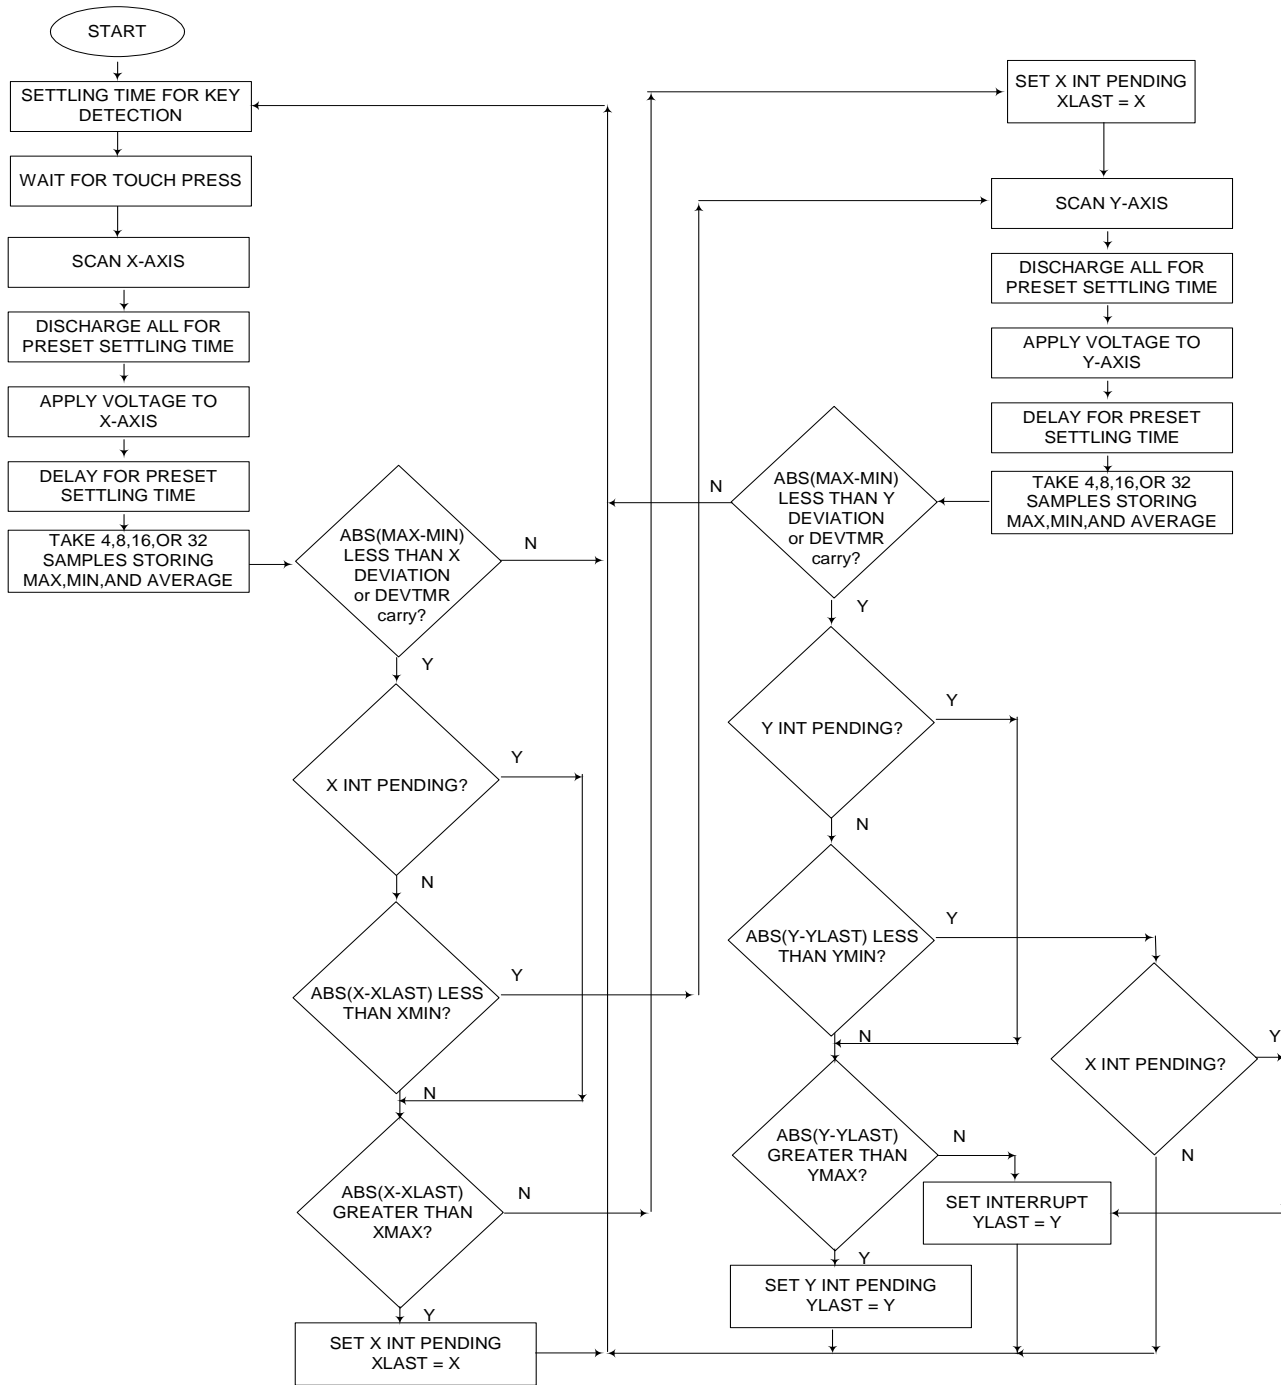 START
SETTLING TIME FOR KEY
DETECTION
WAIT FOR TOUCH PRESS
SCAN X-AXIS
DISCHARGE ALL FOR
PRESET SETTLING TIME
APPLY VOLTAGE TO
X-AXIS
DELAY FOR PRESET
SETTLING TIME
TAKE 4,8,16,OR 32
SAMPLES STORING
MAX,MIN,AND AVERAGE
ABS(MAX-MIN)
LESS THAN X
DEVIATION
or DEVTMR
carry?
N
Y
X INT PENDING?
Y
N
ABS(X-XLAST) LESS
THAN XMIN?
Y
N
ABS(X-XLAST)
GREATER THAN
XMAX?
N
Y
SET X INT PENDING
XLAST = X
SET X INT PENDING
XLAST = X
SCAN Y-AXIS
DISCHARGE ALL FOR
PRESET SETTLING TIME
APPLY VOLTAGE TO
Y-AXIS
DELAY FOR PRESET
SETTLING TIME
TAKE 4,8,16,OR 32
SAMPLES STORING
MAX,MIN,AND AVERAGE
ABS(MAX-MIN)
LESS THAN Y
DEVIATION
or DEVTMR
carry?
N
Y
Y INT PENDING?
Y
N
ABS(Y-YLAST) LESS
THAN YMIN?
Y
N
X INT PENDING?
Y
N
ABS(Y-YLAST)
GREATER THAN
YMAX?
N
Y
SET INTERRUPT
YLAST = Y
SET Y INT PENDING
YLAST = Y